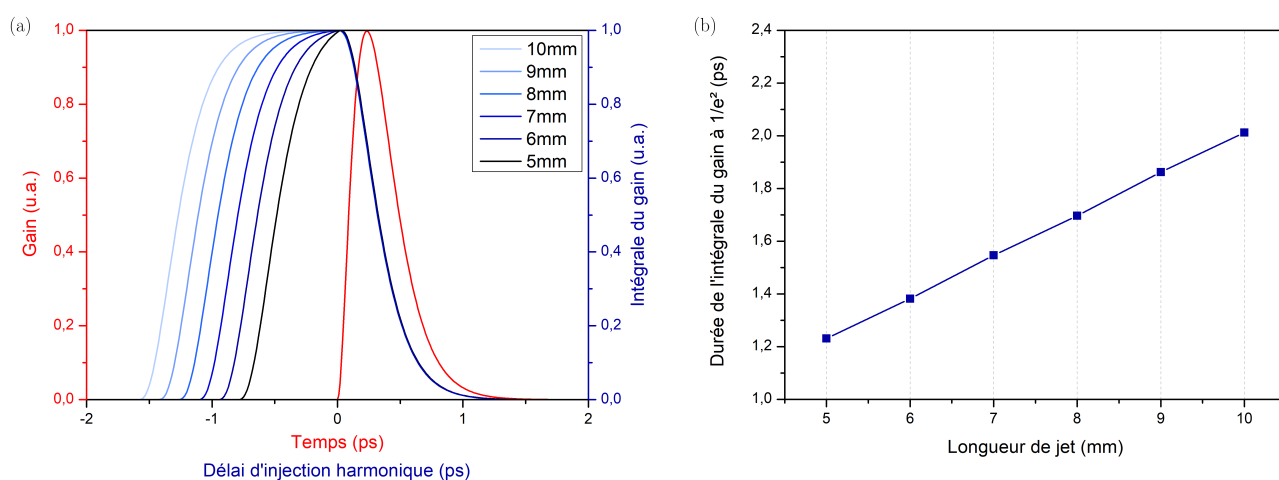 (a)
1,0
0,8
0,6
0,4
0,2
0,0
Gain (u.a.)
10mm
9mm
8mm
7mm
6mm
5mm
1,0
0,8
0,6
0,4
0,2
0,0
Intégrale du gain (u.a.)
-2
-1
0
1
2
Temps (ps)
Délai d'injection harmonique (ps)
(b)
2,4
2,2
2,0
1,8
1,6
1,4
1,2
1,0
Durée de l'intégrale du gain à 1/e² (ps)
5
6
7
8
9
10
Longueur de jet (mm)